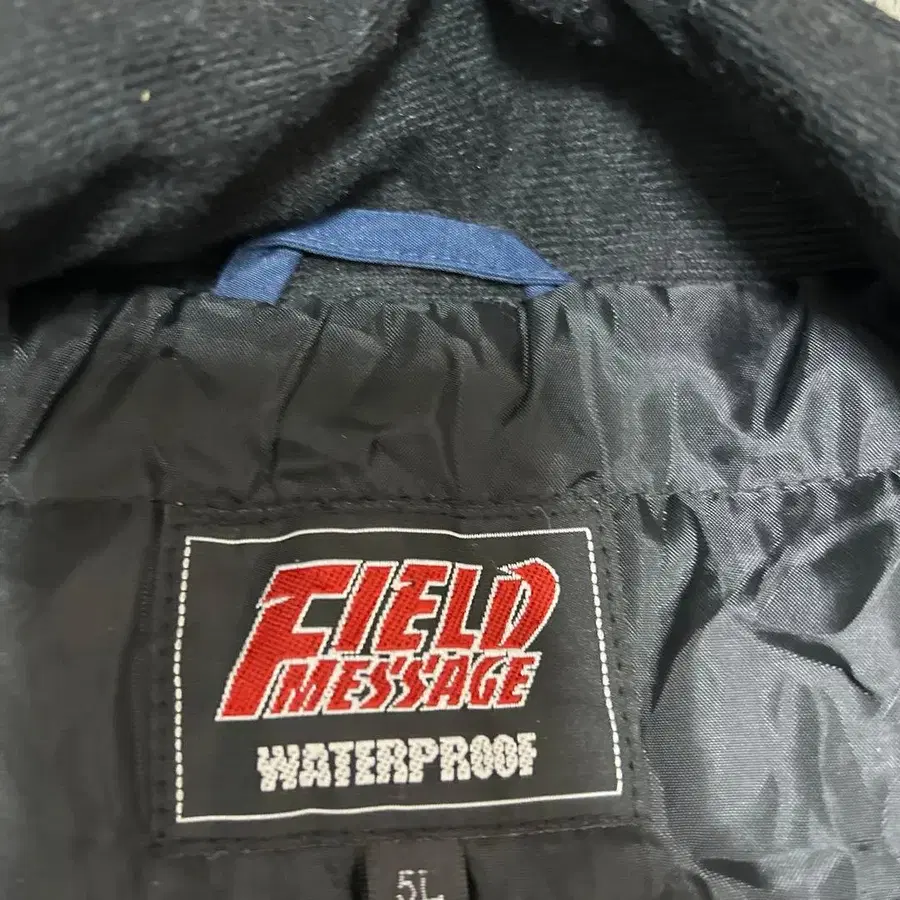 FIELD
MESSAGE
WATERPROOF
5L